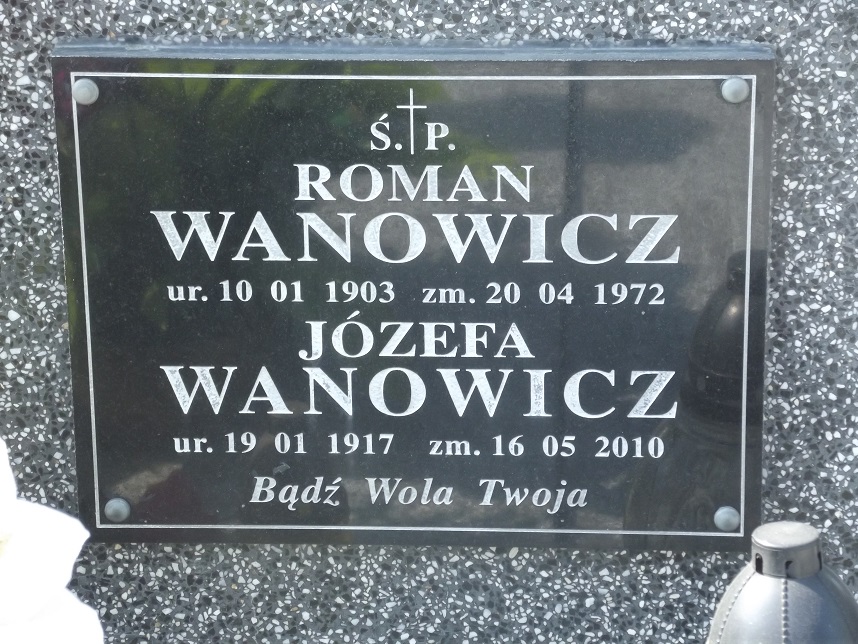 Ś.†P.
ROMAN
WANOWICZ
ur. 10 01 1903 zm. 20 04 1972
JÓZEFA
WANOWICZ
ur. 19 01 1917 zm. 16 05 2010
Bądź Wola Twoja